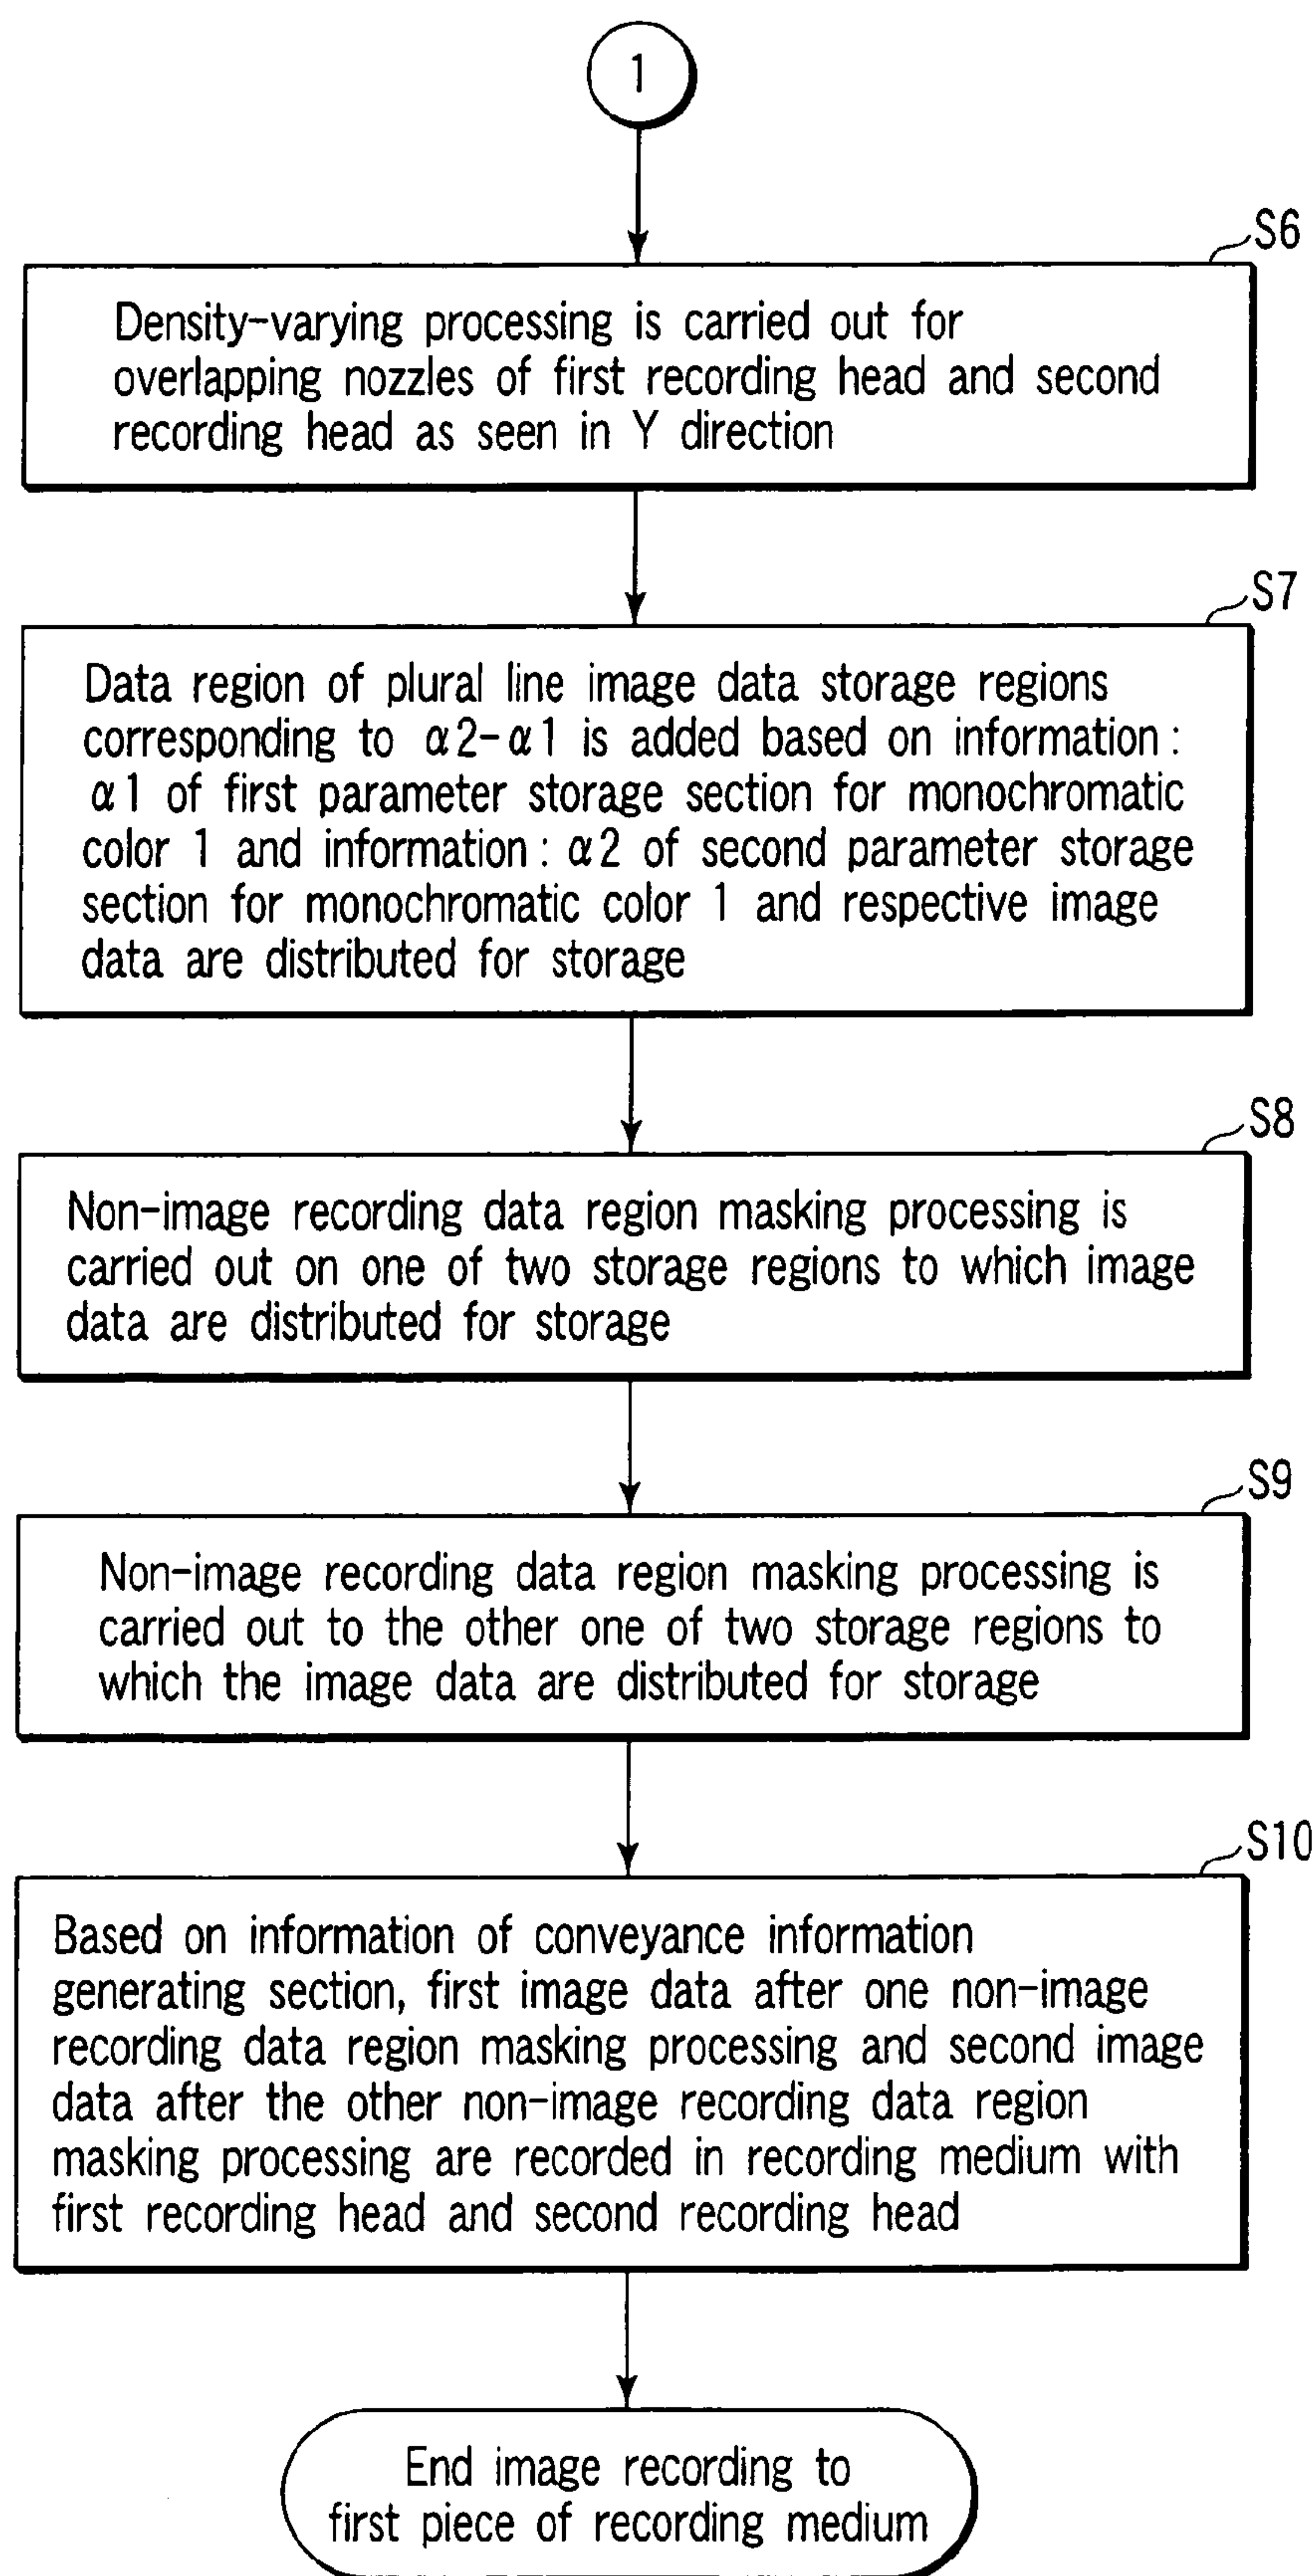 1
S6
Density-varying processing is carried out for
overlapping nozzles of first recording head and second
recording head as seen in Y direction
S7
Data region of plural line image data storage regions
corresponding to α2-α1 is added based on information:
α1 of first parameter storage section for monochromatic
color 1 and information: α2 of second parameter storage
section for monochromatic color 1 and respective image
data are distributed for storage
S8
Non-image recording data region masking processing is
carried out on one of two storage regions to which image
data are distributed for storage
S9
Non-image recording data region masking processing is
carried out to the other one of two storage regions to
which the image data are distributed for storage
S10
Based on information of conveyance information
generating section, first image data after one non-image
recording data region masking processing and second image
data after the other non-image recording data region
masking processing are recorded in recording medium with
first recording head and second recording head
End image recording to
first piece of recording medium